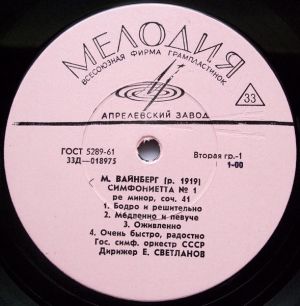 МЕЛОДИЯ
ВСЕСОЮЗНАЯ ФИРМА ГРАМПЛАСТИНОК
33
АПРЕЛЕВСКИЙ ЗАВОД
ГОСТ 5289-61
33Д—018975
Вторая гр.-1
1-00
М. ВАЙНБЕРГ (р. 1919)
СИМФОНИЕТТА № 1
ре минор, соч. 41
1. Бодро и решительно
2. Медленно и певуче
3. Оживленно
4. Очень быстро, радостно
Гос. симф. оркестр СССР
Дирижер Е. СВЕТЛАНОВ